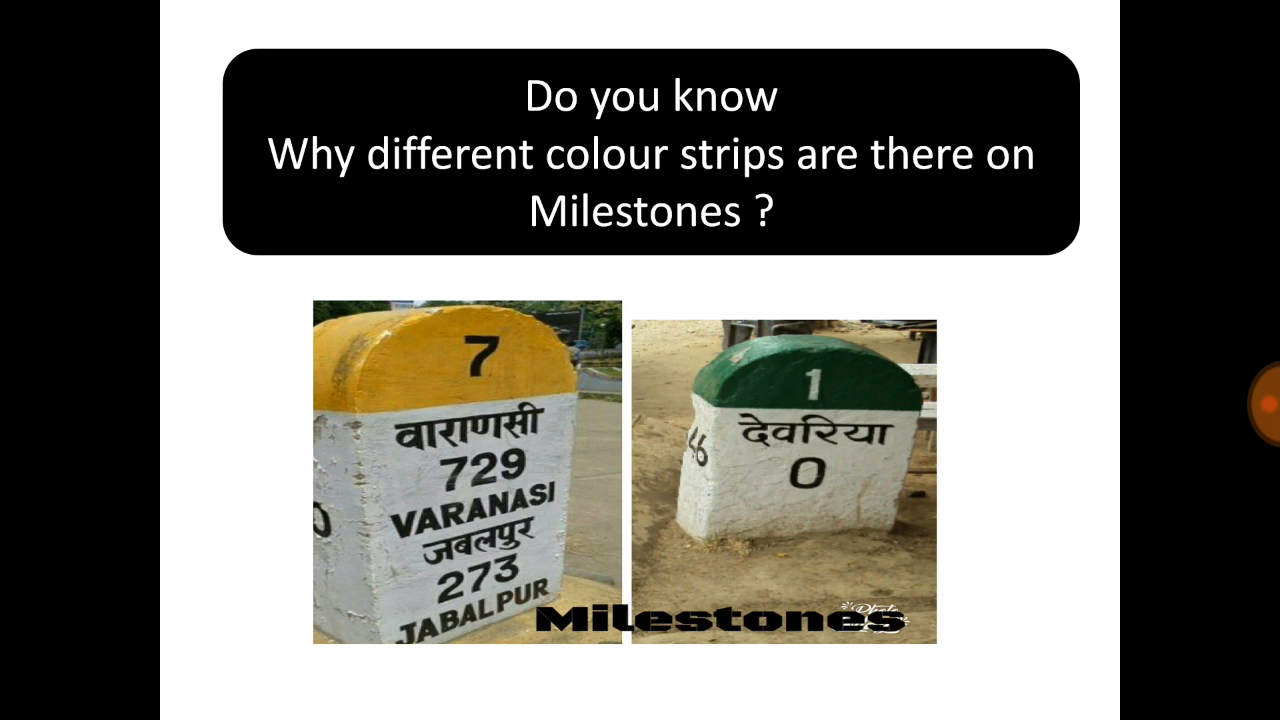 Do you know
Why different colour strips are there on
Milestones ?
7
वाराणसी
729
VARANASI
जबलपुर
273
JABALPUR
1
देवरिया
0
46
Milestones